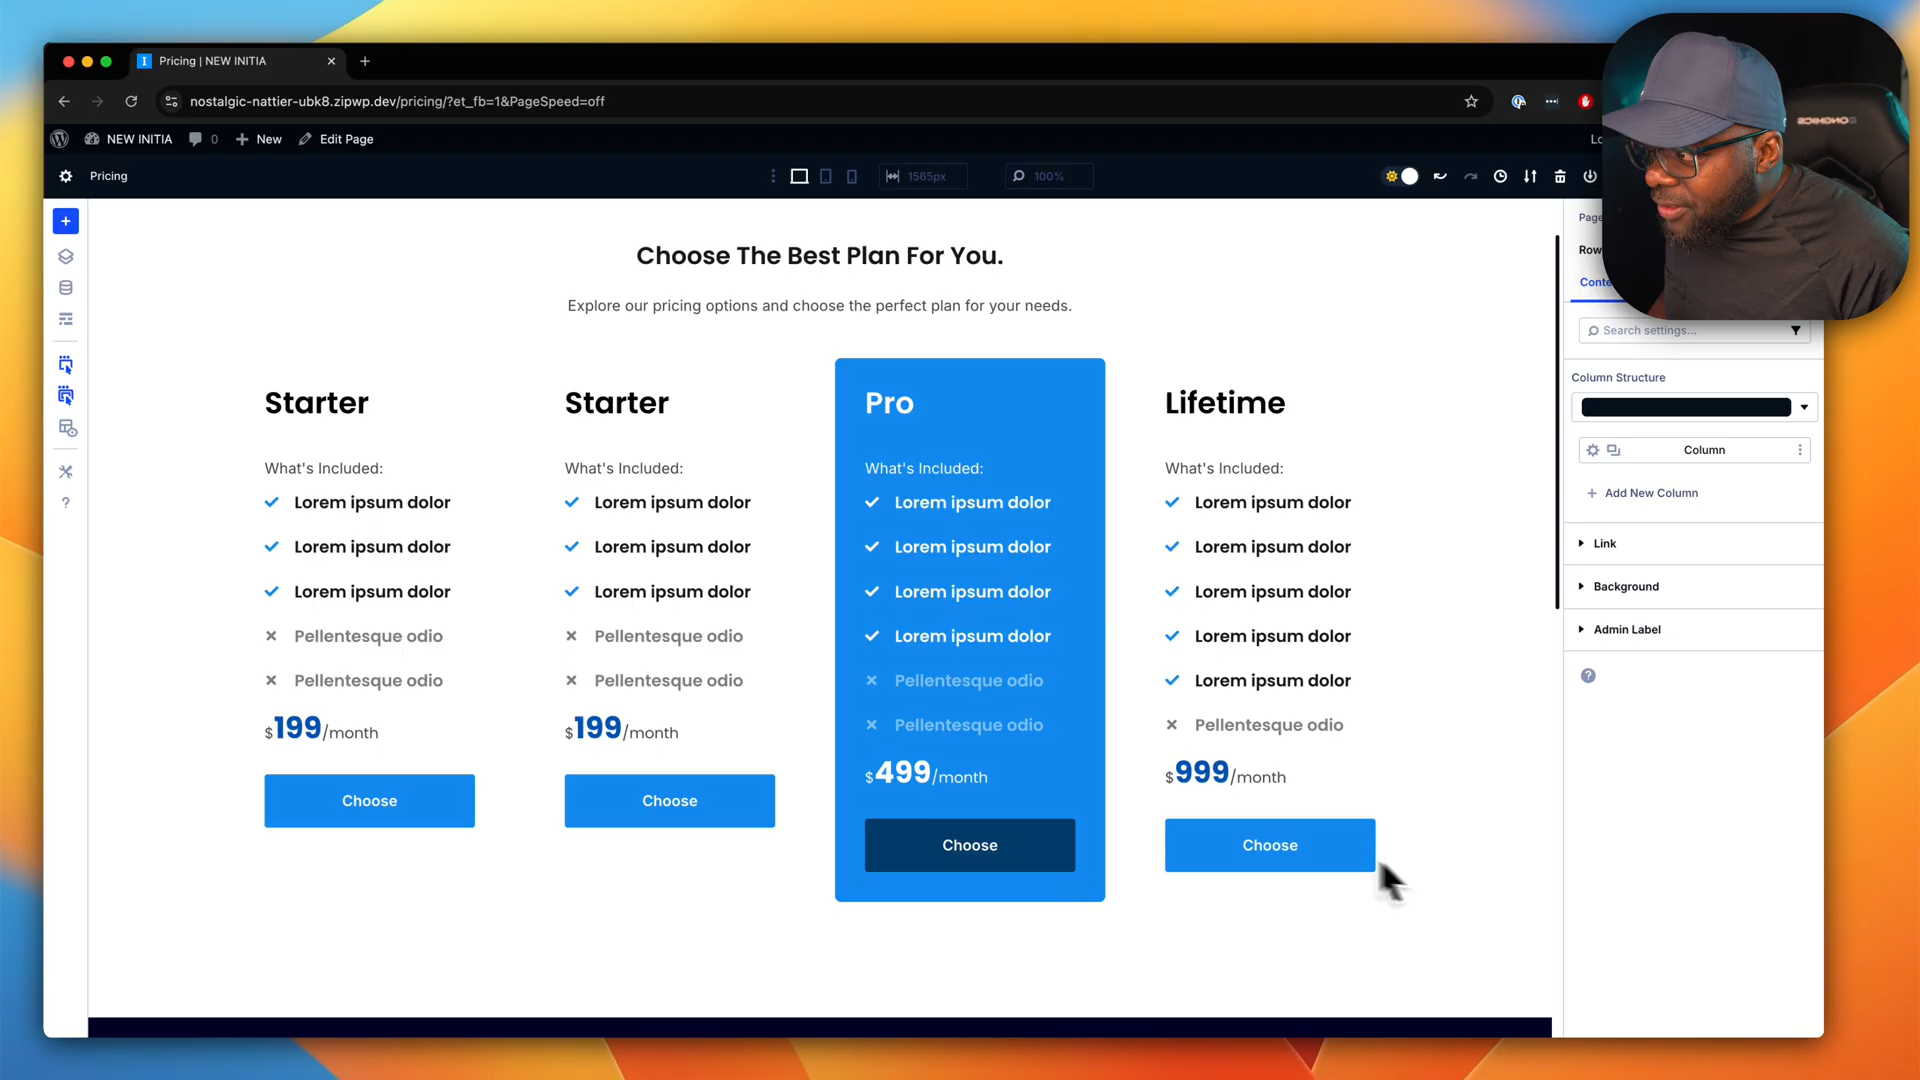 Pricing | NEW INITIA
nostalgic-nattier-ubk8.zipwp.dev/pricing/?et_fb=1&PageSpeed=off
NEW INITIA 0 New Edit Page
Pricing 1565px 100%
Choose The Best Plan For You.
Explore our pricing options and choose the perfect plan for your needs.
Starter
What's Included:
Lorem ipsum dolor
Lorem ipsum dolor
Lorem ipsum dolor
Pellentesque odio
Pellentesque odio
$199/month
Choose
Starter
What's Included:
Lorem ipsum dolor
Lorem ipsum dolor
Lorem ipsum dolor
Pellentesque odio
Pellentesque odio
$199/month
Choose
Pro
What's Included:
Lorem ipsum dolor
Lorem ipsum dolor
Lorem ipsum dolor
Lorem ipsum dolor
Pellentesque odio
Pellentesque odio
$499/month
Choose
Lifetime
What's Included:
Lorem ipsum dolor
Lorem ipsum dolor
Lorem ipsum dolor
Lorem ipsum dolor
Lorem ipsum dolor
Pellentesque odio
$999/month
Choose
Page
Row
Conte
Search settings...
Column Structure
Column
Add New Column
Link
Background
Admin Label